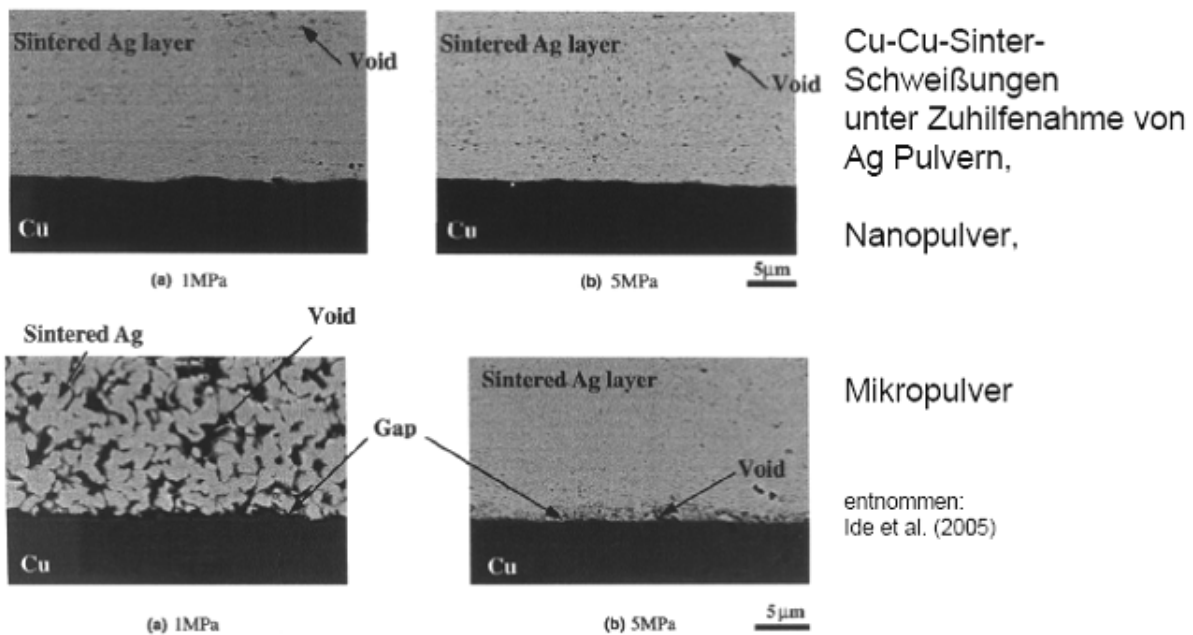 Sintered Ag layer
Void
Cu
(a) 1MPa
Sintered Ag layer
Void
Cu
(b) 5MPa
5µm
Cu-Cu-Sinter-
Schweißungen
unter Zuhilfenahme von
Ag Pulvern,
Nanopulver,
Sintered Ag
Void
Gap
Cu
(a) 1MPa
Sintered Ag layer
Void
Cu
(b) 5MPa
5 µm
Mikropulver
entnommen:
Ide et al. (2005)